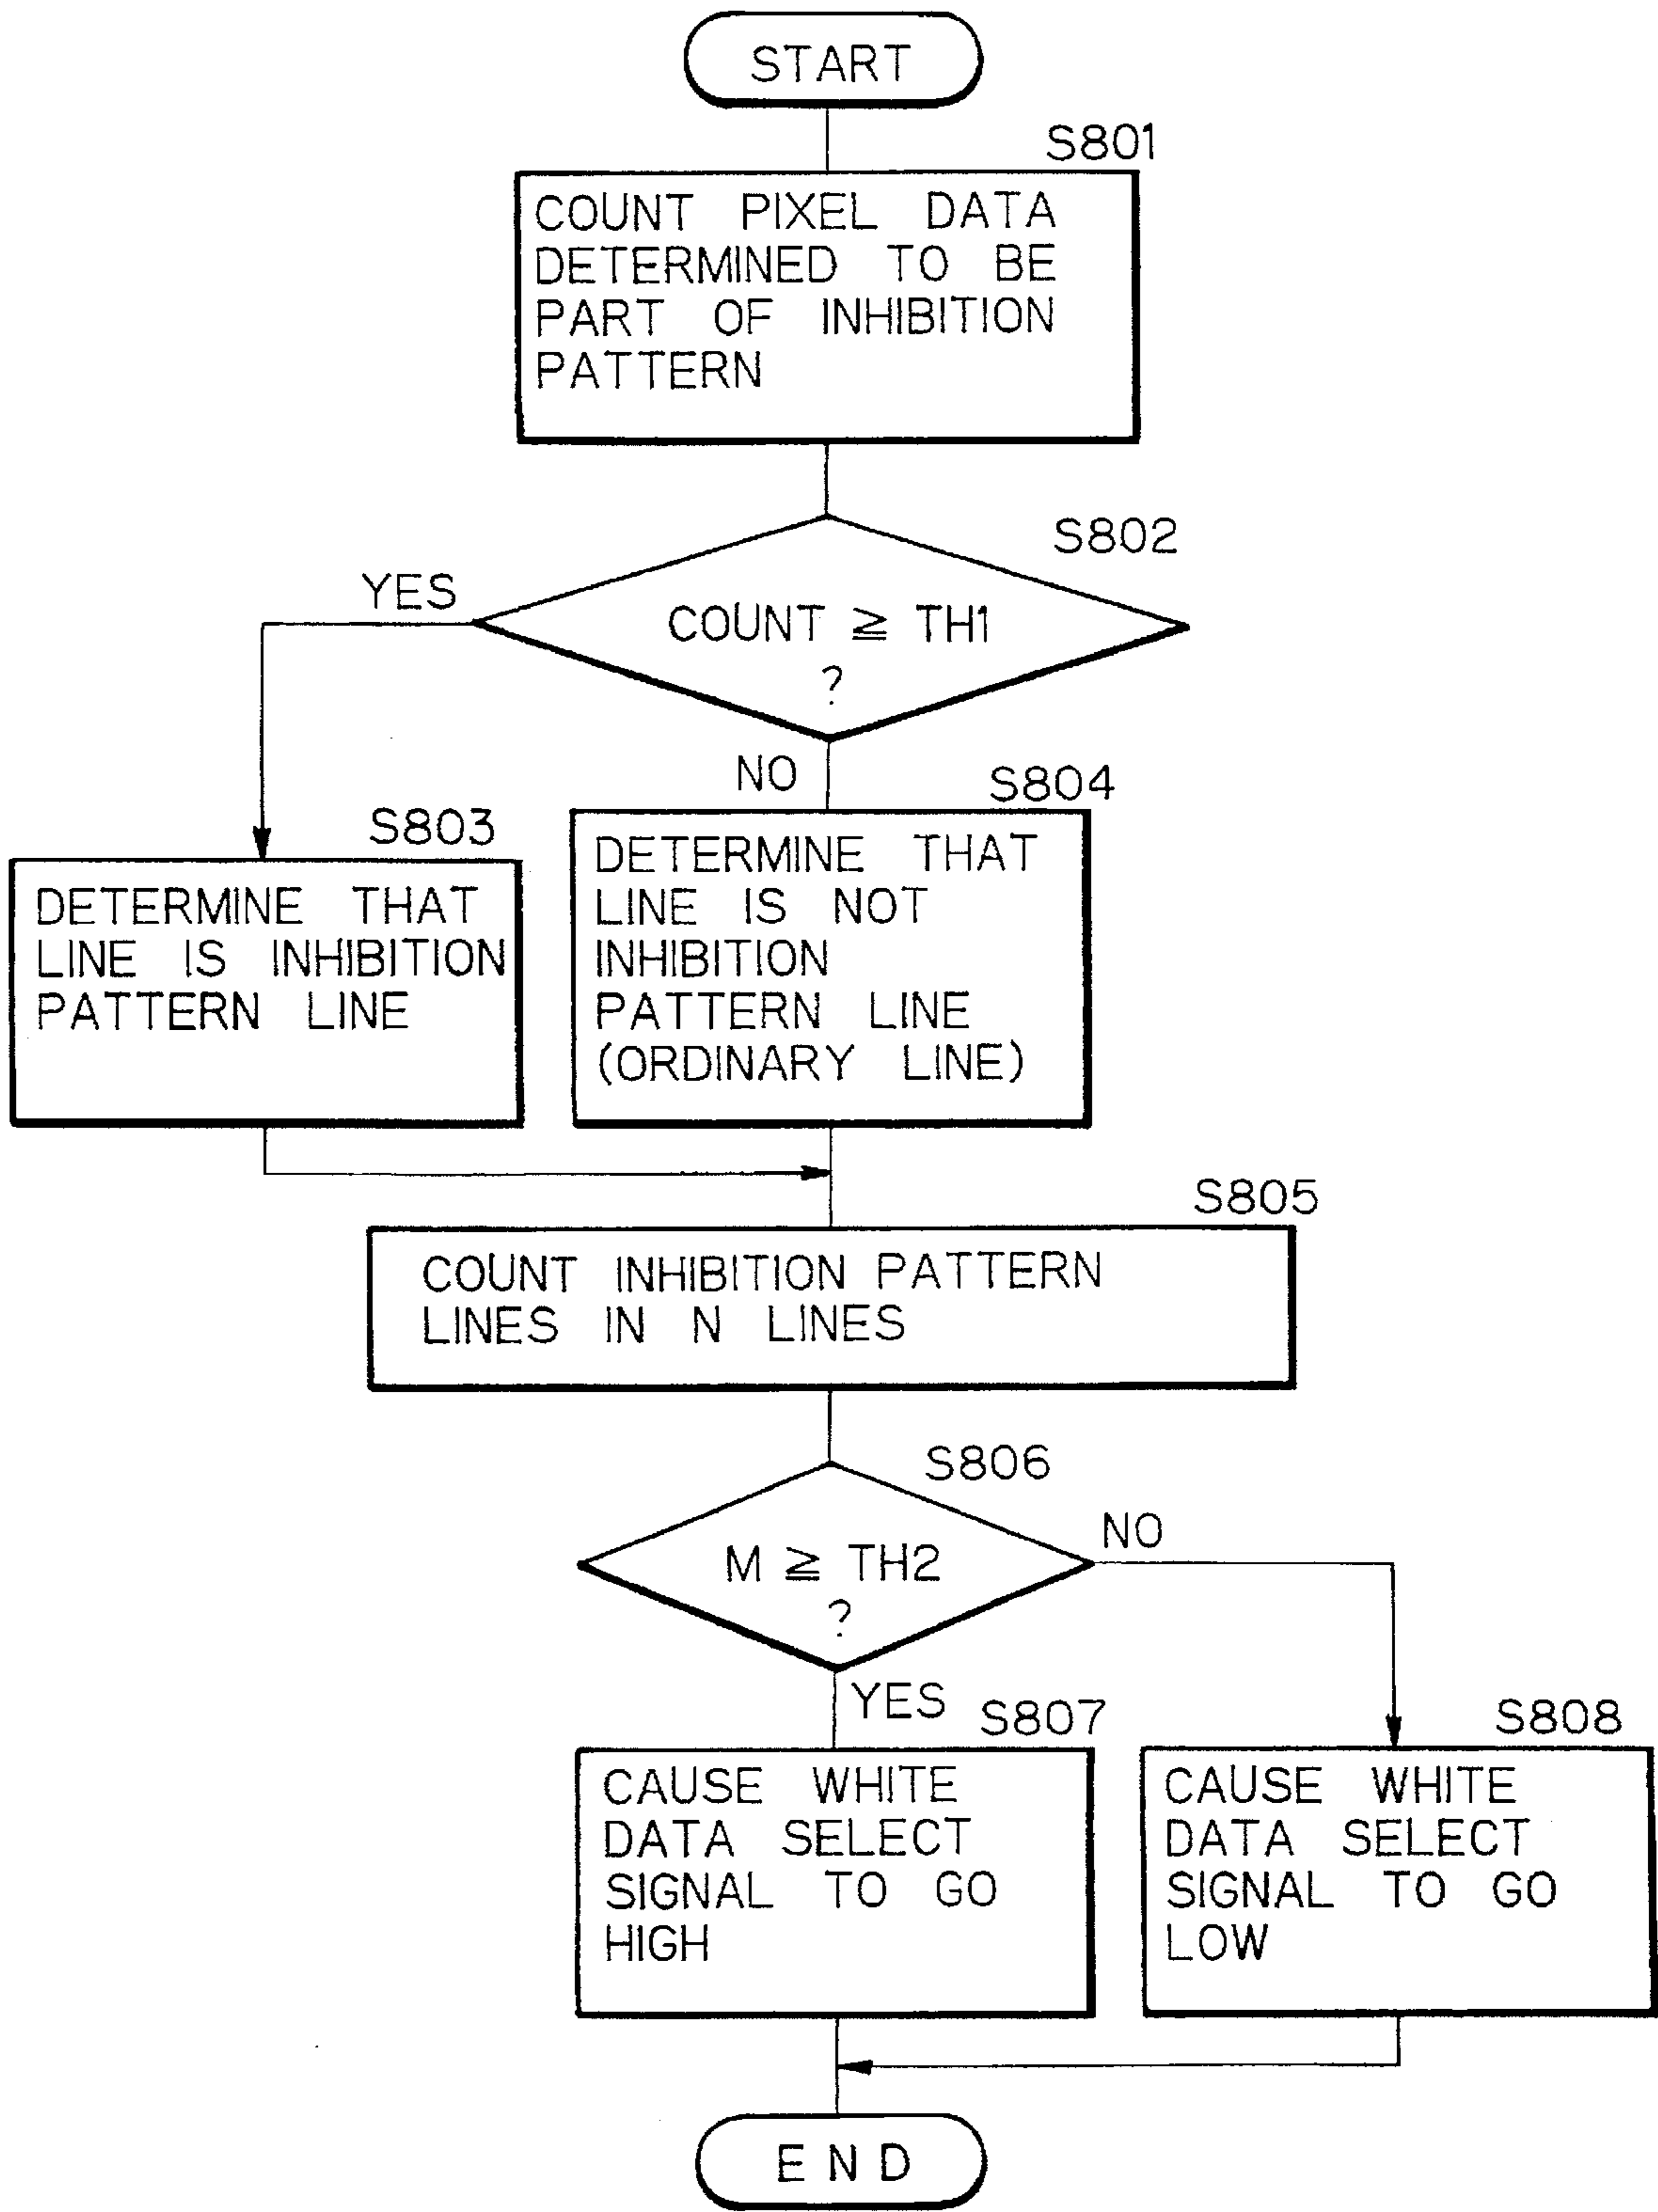 START
S801
COUNT PIXEL DATA
DETERMINED TO BE
PART OF INHIBITION
PATTERN
S802
YES
COUNT ≧ TH1
?
NO
S803
DETERMINE THAT
LINE IS INHIBITION
PATTERN LINE
S804
DETERMINE THAT
LINE IS NOT
INHIBITION
PATTERN LINE
(ORDINARY LINE)
S805
COUNT INHIBITION PATTERN
LINES IN N LINES
S806
M ≧ TH2
?
NO
YES
S807
CAUSE WHITE
DATA SELECT
SIGNAL TO GO
HIGH
S808
CAUSE WHITE
DATA SELECT
SIGNAL TO GO
LOW
END